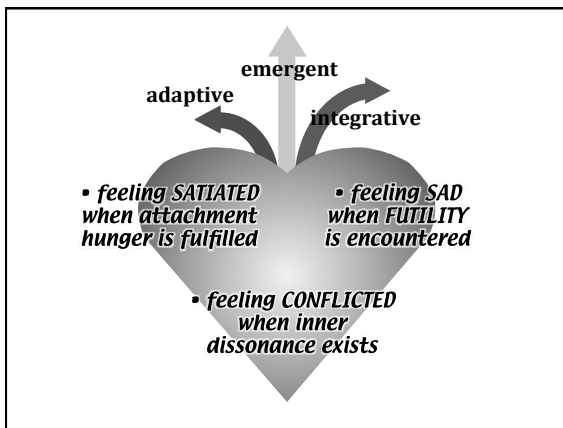 emergent
adaptive
integrative
• feeling SATIATED
when attachment
hunger is fulfilled
• feeling SAD
when FUTILITY
is encountered
• feeling CONFLICTED
when inner
dissonance exists